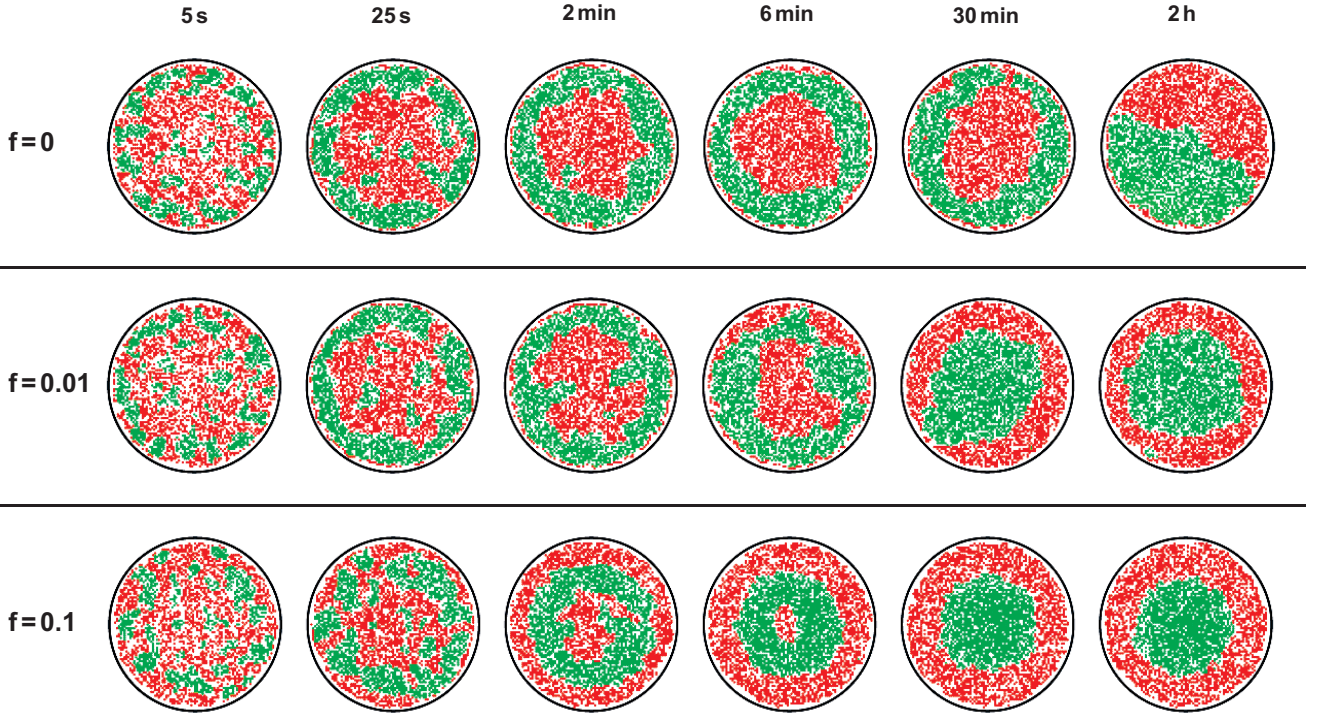 5 s 25 s 2 min 6 min 30 min 2 h
f = 0
f = 0.01
f = 0.1